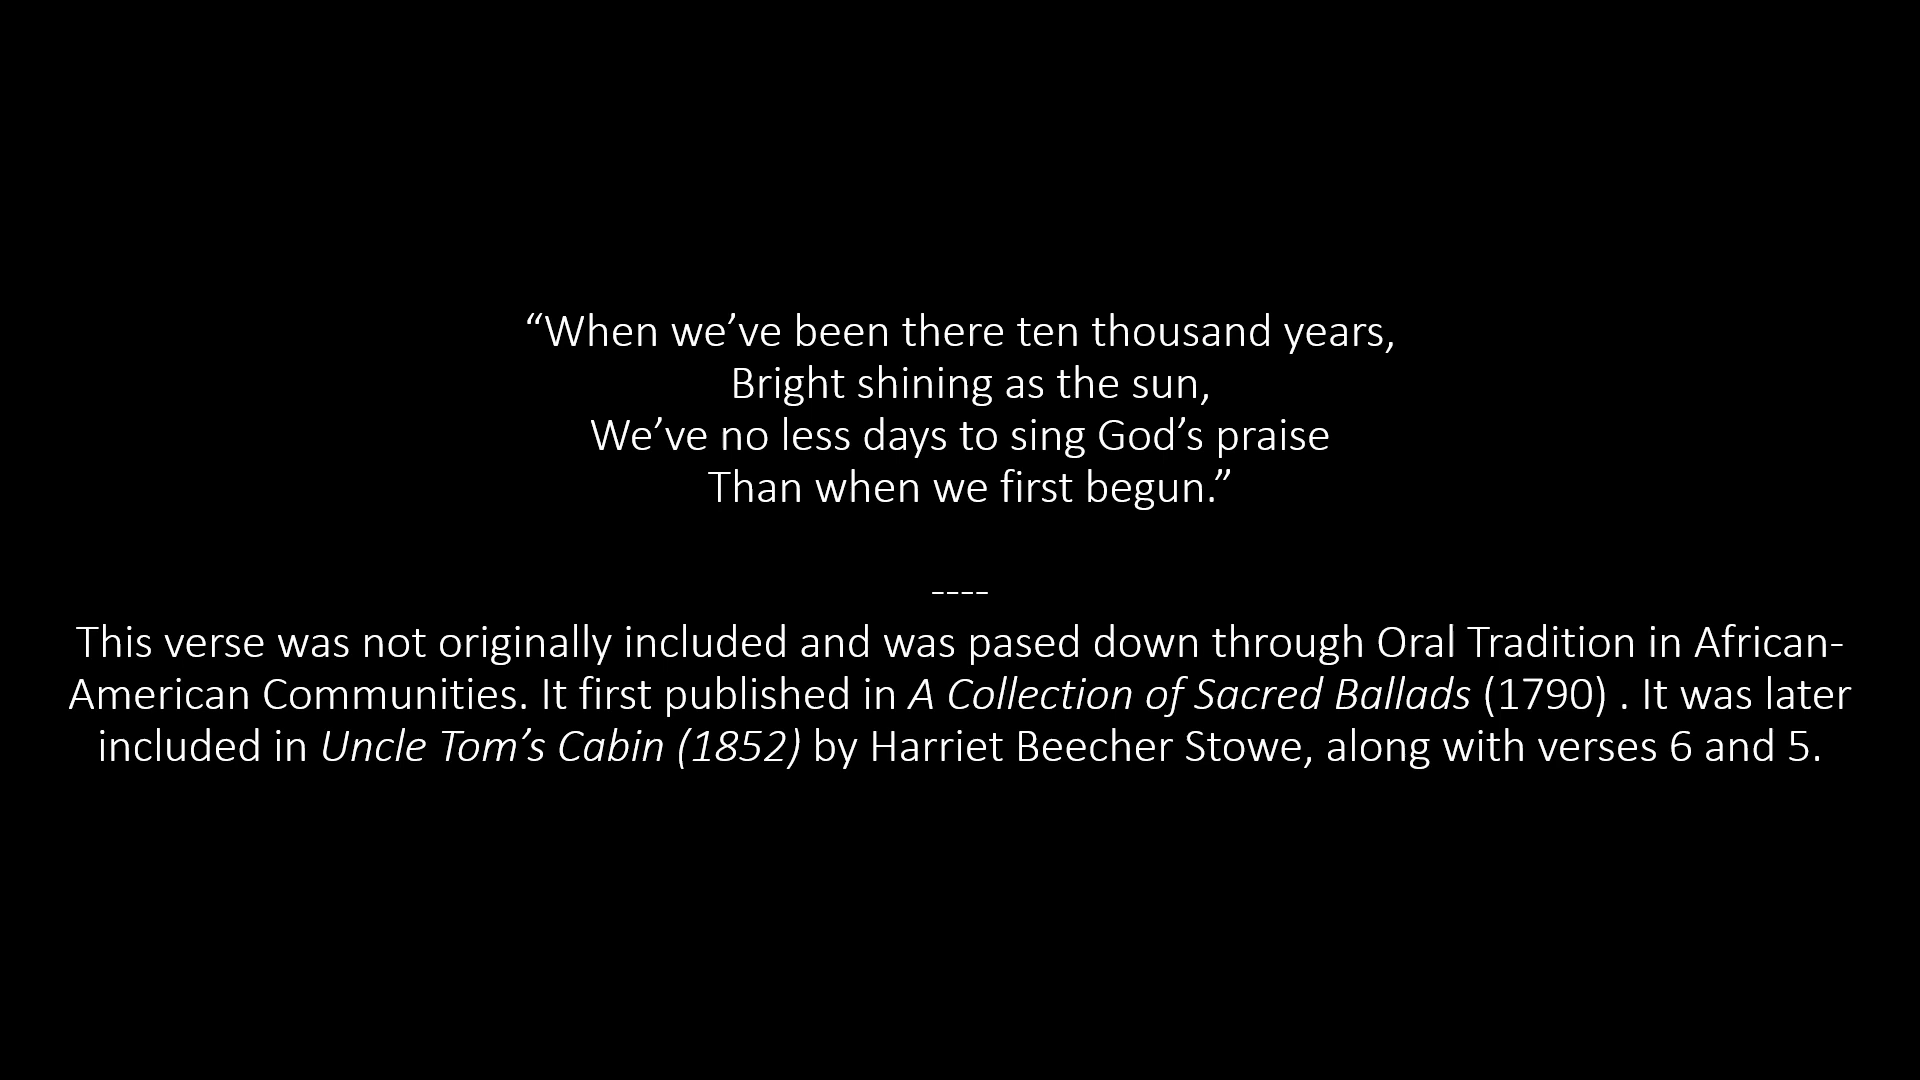 “When we’ve been there ten thousand years,
Bright shining as the sun,
We’ve no less days to sing God’s praise
Than when we first begun.”
----
This verse was not originally included and was pased down through Oral Tradition in African-
American Communities. It first published in A Collection of Sacred Ballads (1790) . It was later
included in Uncle Tom’s Cabin (1852) by Harriet Beecher Stowe, along with verses 6 and 5.